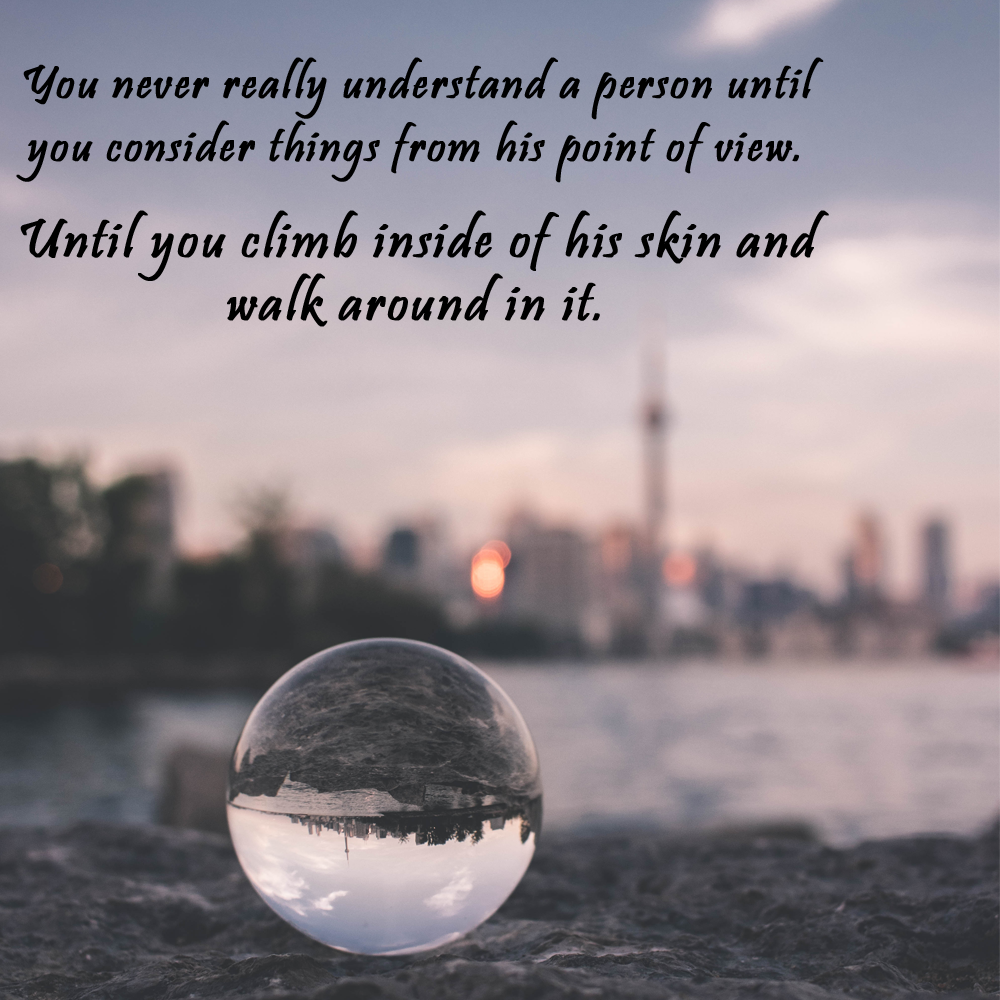 You never really understand a person until
you consider things from his point of view.
Until you climb inside of his skin and
walk around in it.